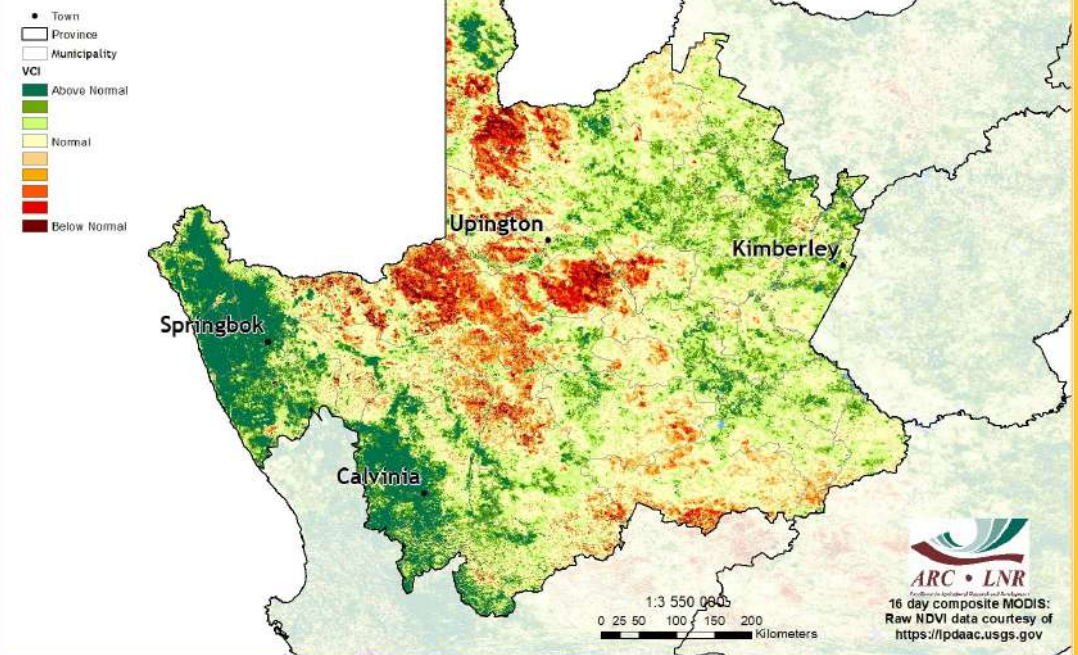 Town
Province
Municipality
VCI
Above Normal
Normal
Below Normal
Upington
Kimberley
Springbok
Calvinia
ARC • LNR
1:3 550 000
0 25 50 100 150 200
Kilometers
16 day composite MODIS:
Raw NDVI data courtesy of
https://lpdaac.usgs.gov